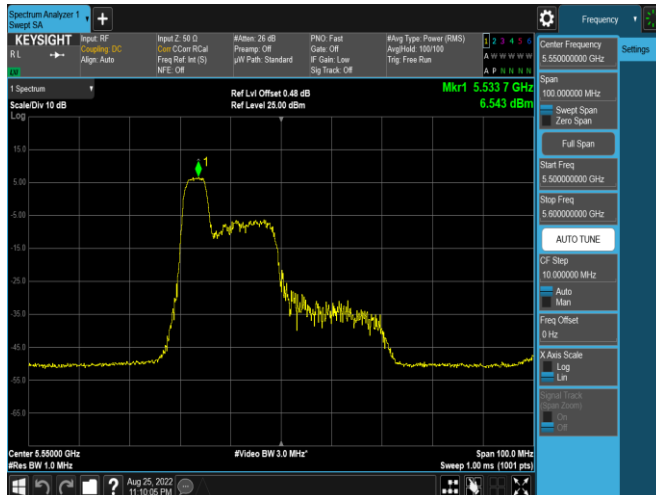 Spectrum Analyzer 1
Swept SA
+
Frequency
KEYSIGHT
RL
Input: RF
Coupling: DC
Align: Auto
Input Z: 50 Ω
Corr CCorr RCal
Freq Ref: Int (S)
NFE: Off
#Atten: 26 dB
Preamp: Off
µW Path: Standard
PNO: Fast
Gate: Off
IF Gain: Low
Sig Track: Off
#Avg Type: Power (RMS)
Avg|Hold: 100/100
Trig: Free Run
1 2 3 4 5 6
A W W W W W
A P N N N N
LW
1 Spectrum
Scale/Div 10 dB
Log
Ref Lvl Offset 0.48 dB
Ref Level 25.00 dBm
Mkr1 5.533 7 GHz
6.543 dBm
1
15.0
5.00
-5.00
-15.0
-25.0
-35.0
-45.0
-55.0
-65.0
Center 5.55000 GHz
#Res BW 1.0 MHz
#Video BW 3.0 MHz*
Span 100.0 MHz
Sweep 1.00 ms (1001 pts)
Aug 25, 2022
11:10:05 PM
?
Center Frequency
5.550000000 GHz
Settings
Span
100.000000 MHz
Swept Span
Zero Span
Full Span
Start Freq
5.500000000 GHz
Stop Freq
5.600000000 GHz
AUTO TUNE
CF Step
10.000000 MHz
Auto
Man
Freq Offset
0 Hz
X Axis Scale
Log
Lin
Signal Track
(Span Zoom)
On
Off